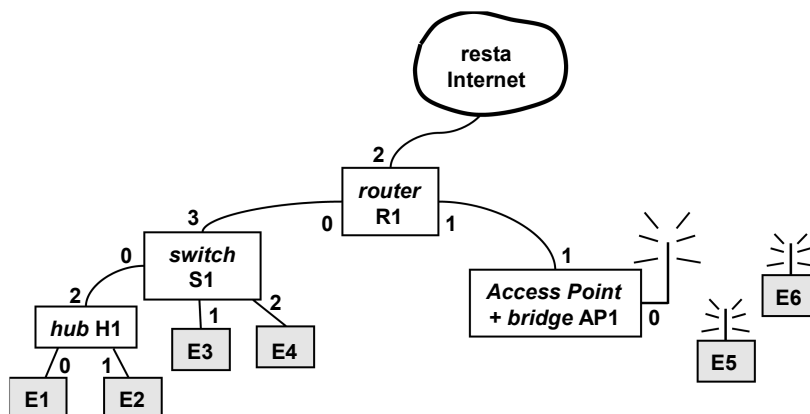 resta
Internet
2
router
R1
0
1
3
switch
S1
0
1
2
1
Access Point
+ bridge AP1
0
E6
E5
2
hub H1
0
1
E3
E4
E1
E2